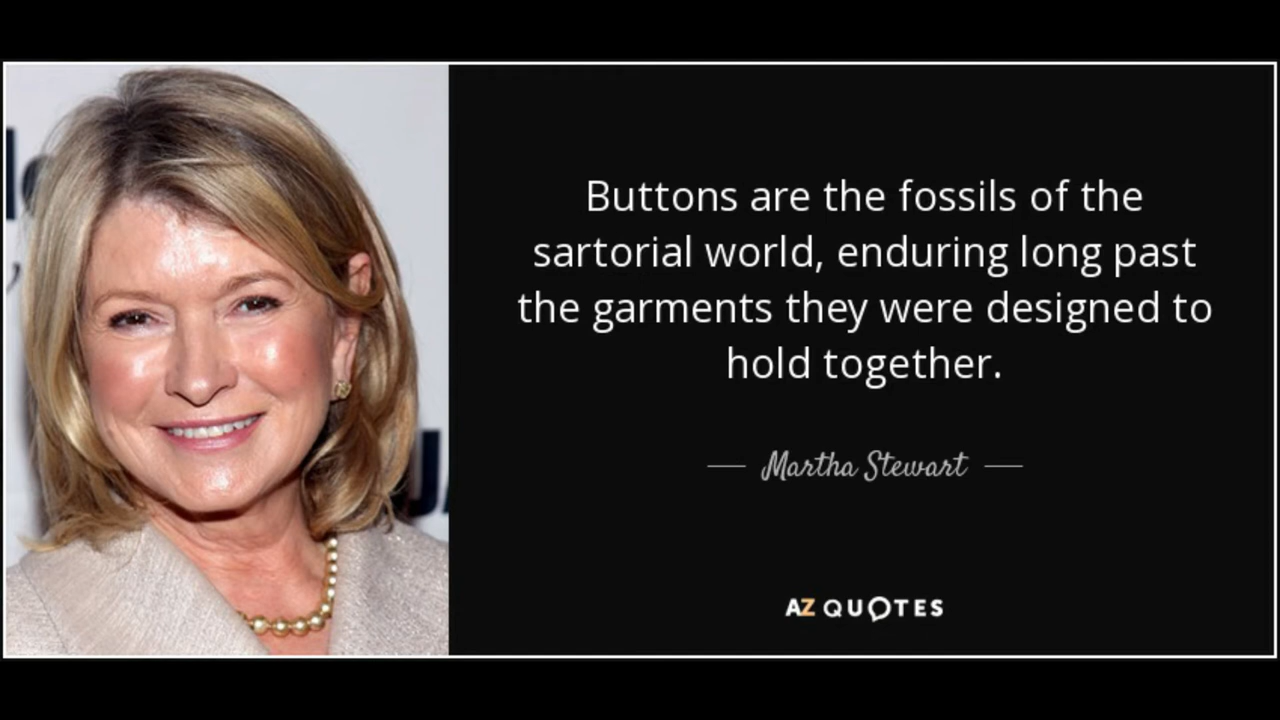 Buttons are the fossils of the
sartorial world, enduring long past
the garments they were designed to
hold together.
Martha Stewart
AZ QUOTES